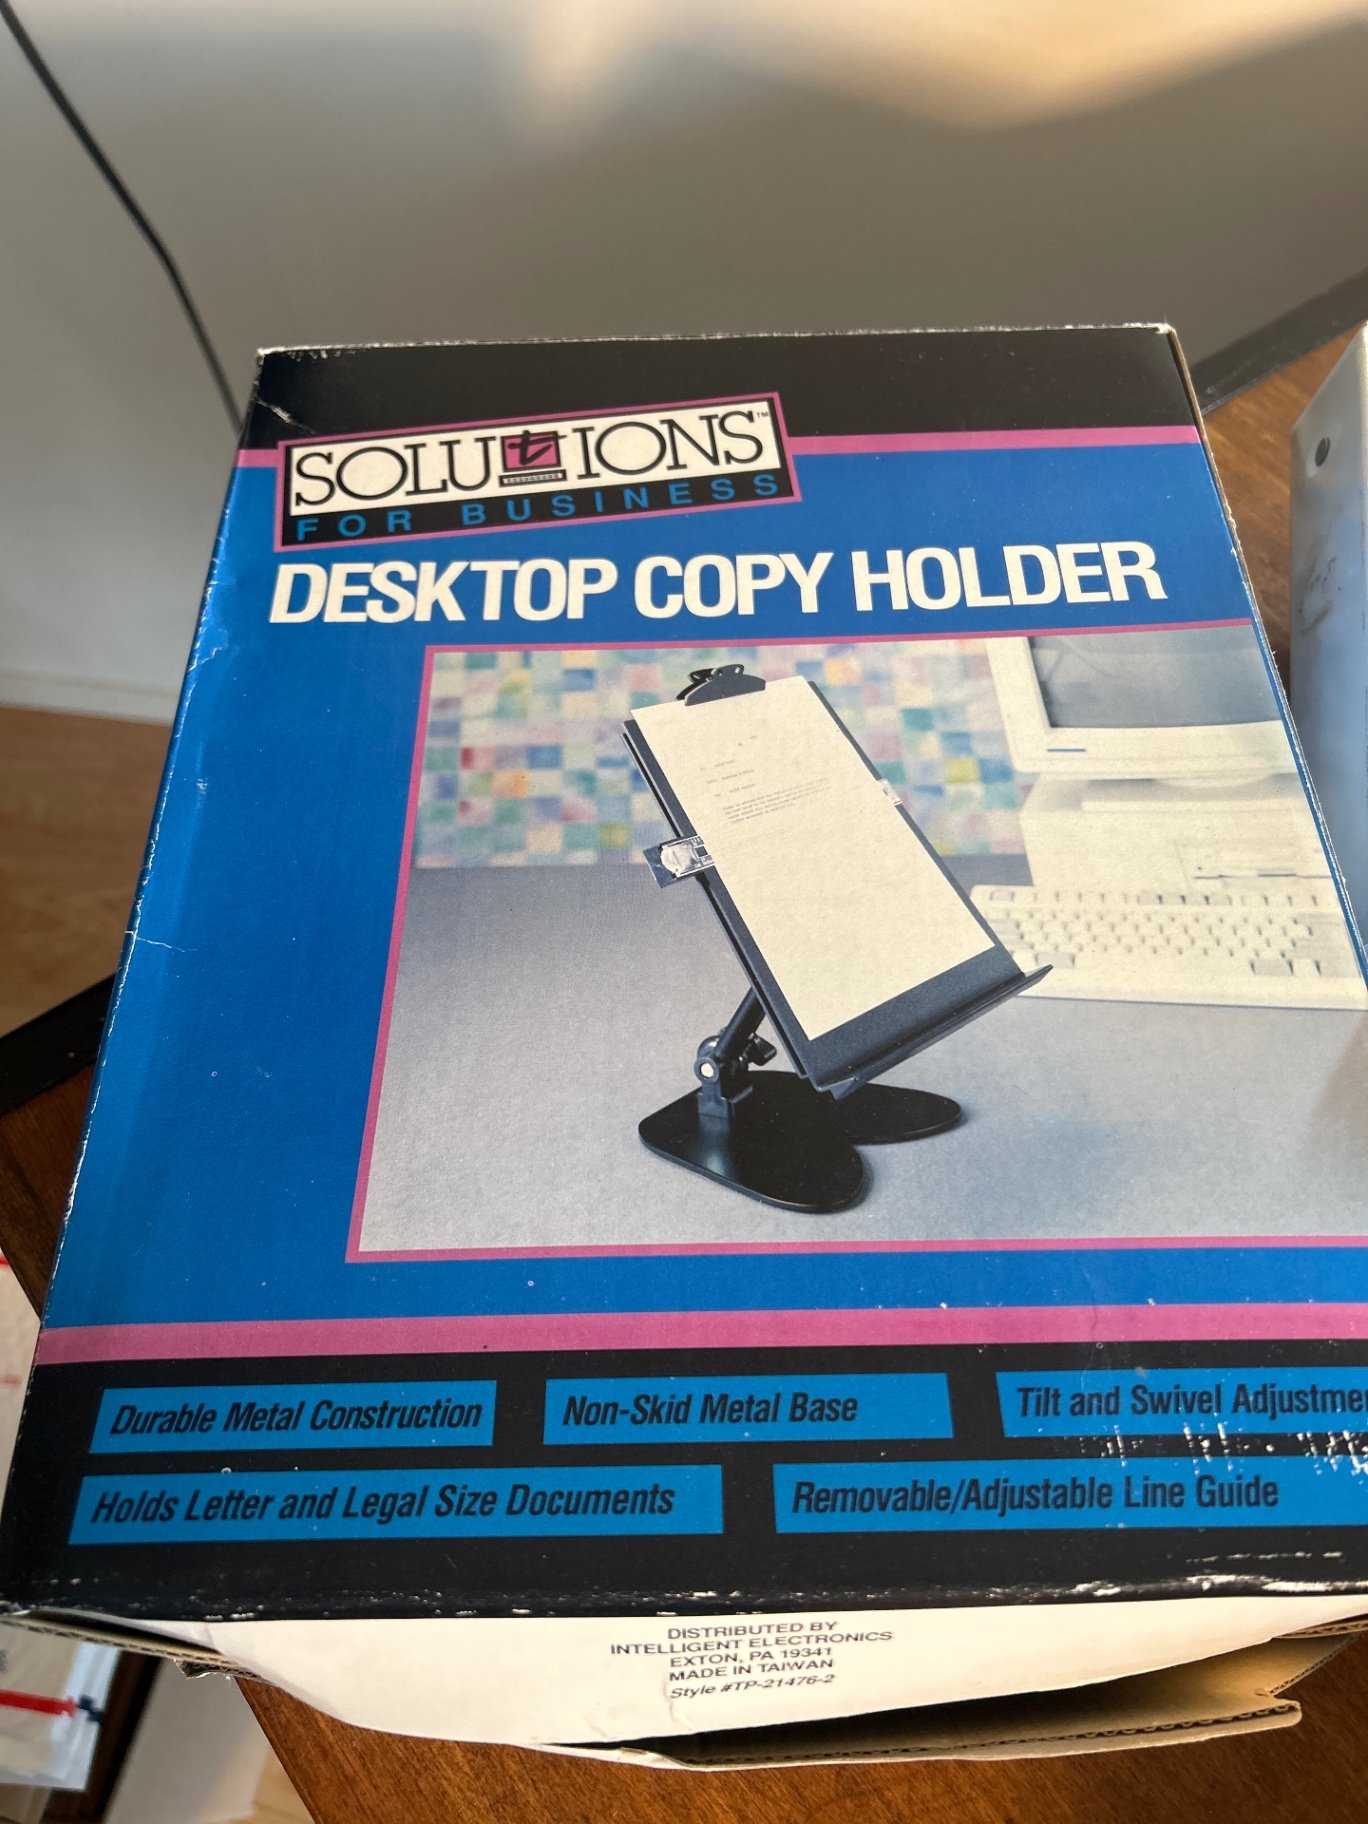 SOLUtIONS™
FOR BUSINESS
DESKTOP COPY HOLDER
Durable Metal Construction
Non-Skid Metal Base
Tilt and Swivel Adjustme
Holds Letter and Legal Size Documents
Removable/Adjustable Line Guide
DISTRIBUTED BY
INTELLIGENT ELECTRONICS
EXTON, PA 19341
MADE IN TAIWAN
Style #TP-21476-2